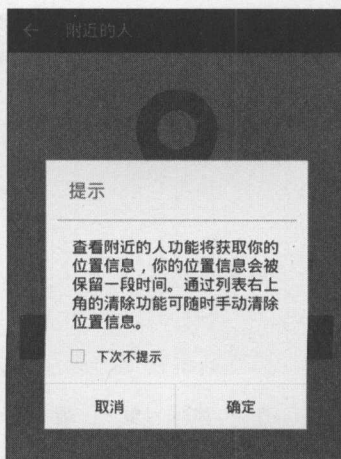 附近的人
提示
查看附近的人功能将获取你的
位置信息，你的位置信息会被
保留一段时间。通过列表右上
角的清除功能可随时手动清除
位置信息。
下次不提示
取消
确定